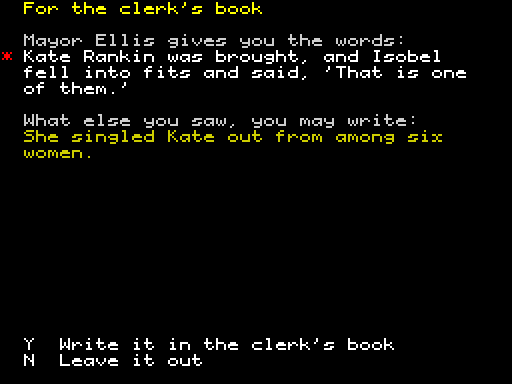 For the clerk's book
Mayor Ellis gives you the words:
* Kate Rankin was brought, and Isobel
fell into fits and said, 'That is one
of them.'
What else you saw, you may write:
She singled Kate out from among six
women.
Y Write it in the clerk's book
N Leave it out